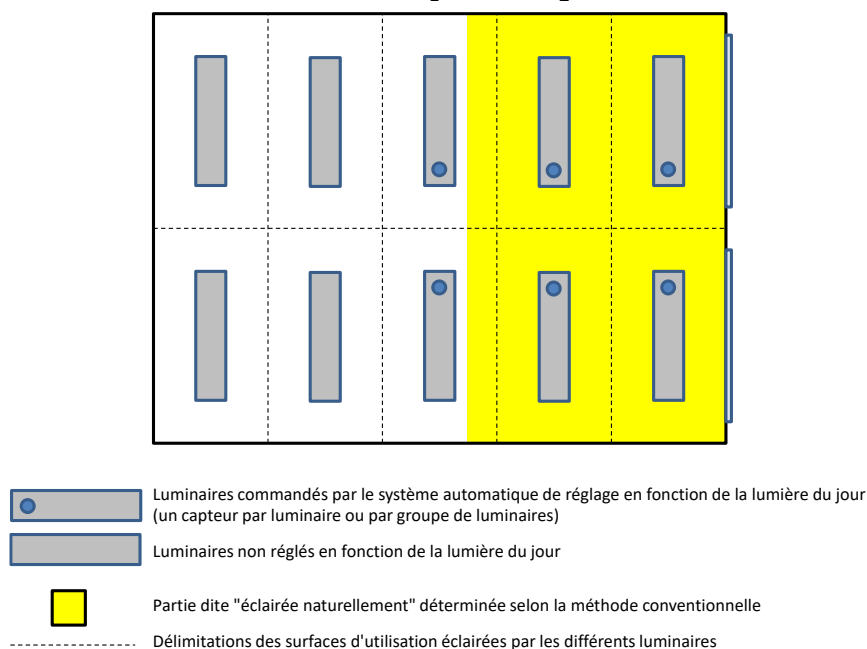 Luminaires commandés par le système automatique de réglage en fonction de la lumière du jour
(un capteur par luminaire ou par groupe de luminaires)
Luminaires non réglés en fonction de la lumière du jour
Partie dite "éclairée naturellement" déterminée selon la méthode conventionnelle
Délimitations des surfaces d'utilisation éclairées par les différents luminaires